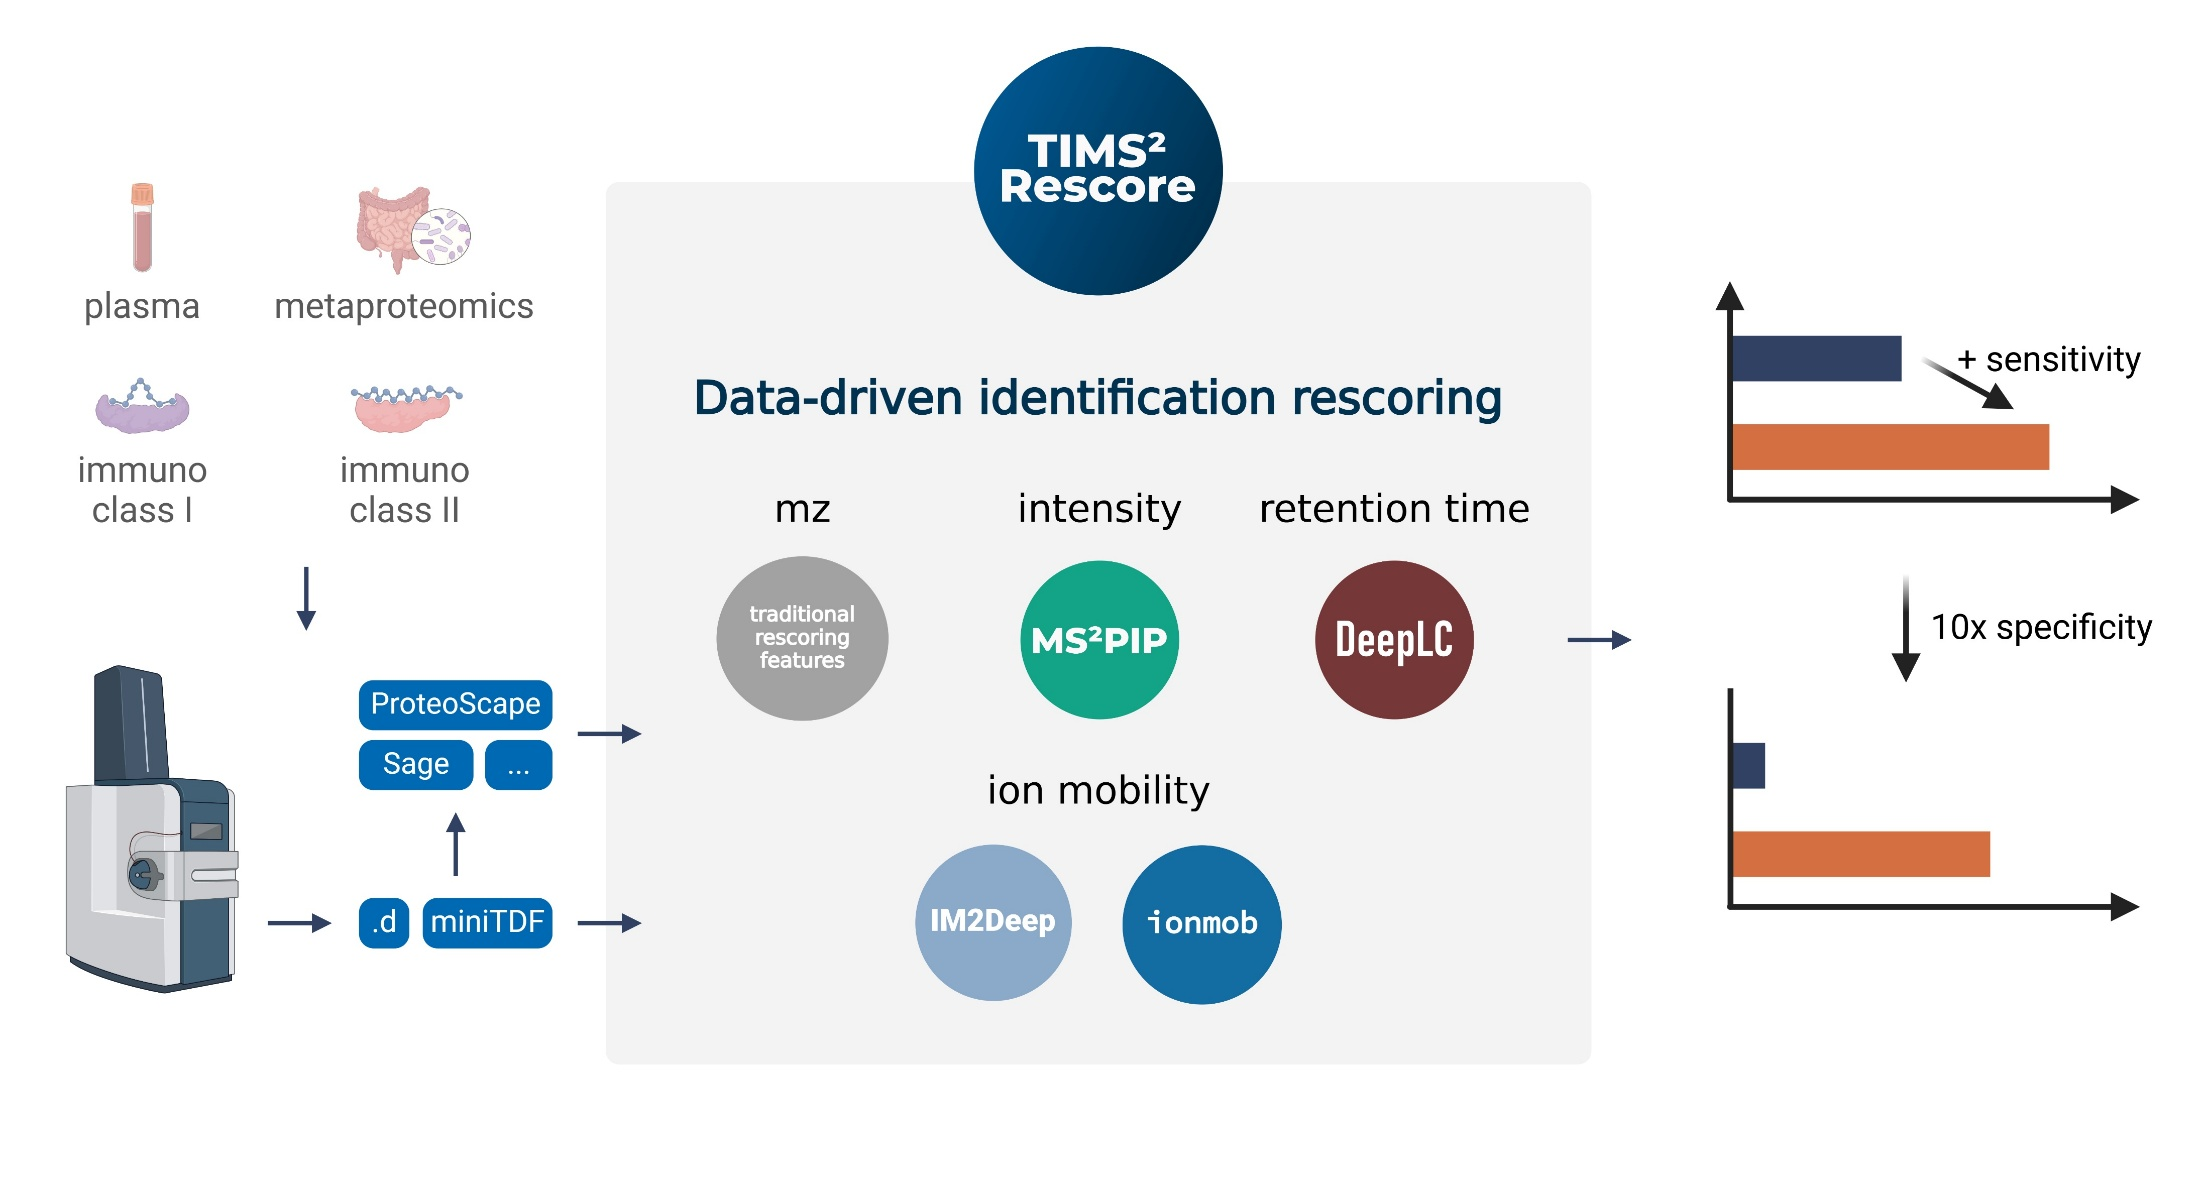 TIMS²
Rescore
plasma
metaproteomics
immuno
class I
immuno
class II
ProteoScape
Sage
...
.d
miniTDF
Data-driven identification rescoring
mz
intensity
retention time
traditional
rescoring
features
MS²PIP
DeepLC
ion mobility
IM2Deep
ionmob
+ sensitivity
10x specificity